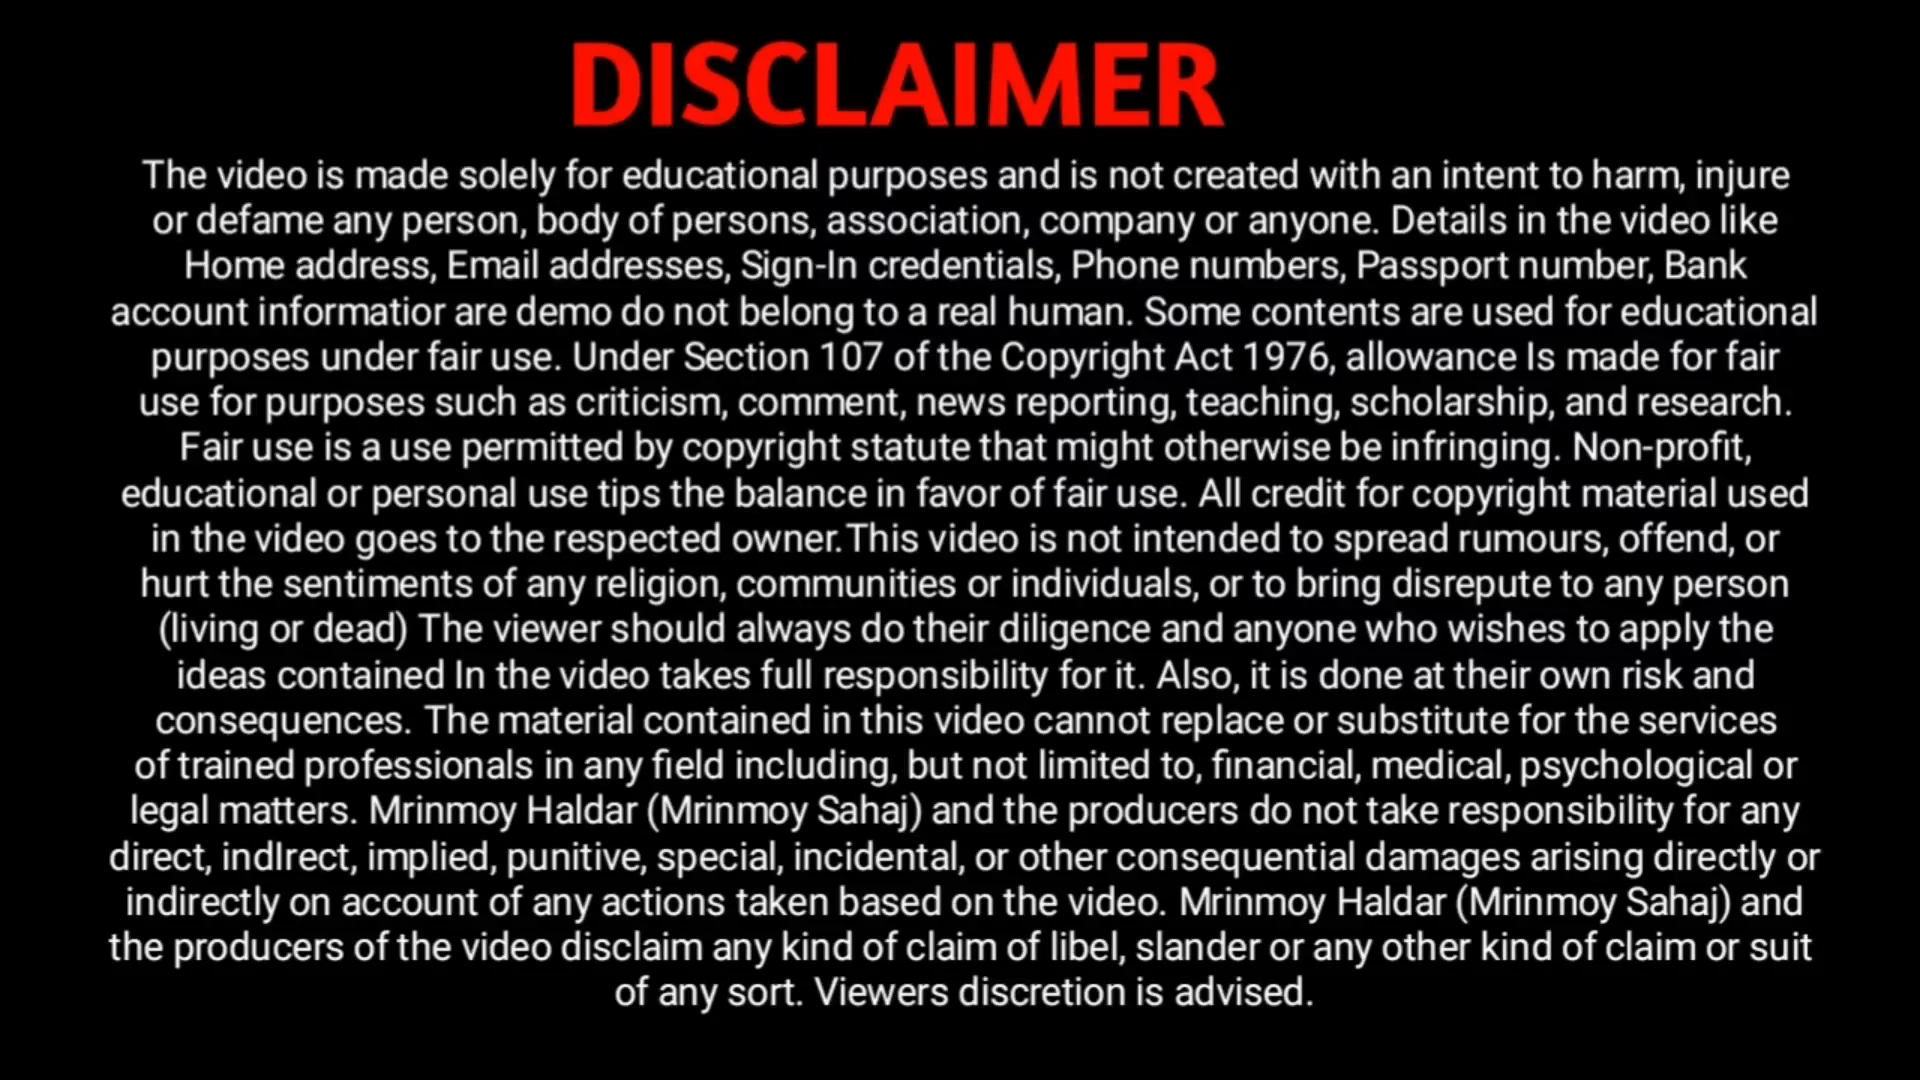 DISCLAIMER
The video is made solely for educational purposes and is not created with an intent to harm, injure
or defame any person, body of persons, association, company or anyone. Details in the video like
Home address, Email addresses, Sign-In credentials, Phone numbers, Passport number, Bank
account informatior are demo do not belong to a real human. Some contents are used for educational
purposes under fair use. Under Section 107 of the Copyright Act 1976, allowance Is made for fair
use for purposes such as criticism, comment, news reporting, teaching, scholarship, and research.
Fair use is a use permitted by copyright statute that might otherwise be infringing. Non-profit,
educational or personal use tips the balance in favor of fair use. All credit for copyright material used
in the video goes to the respected owner.This video is not intended to spread rumours, offend, or
hurt the sentiments of any religion, communities or individuals, or to bring disrepute to any person
(living or dead) The viewer should always do their diligence and anyone who wishes to apply the
ideas contained In the video takes full responsibility for it. Also, it is done at their own risk and
consequences. The material contained in this video cannot replace or substitute for the services
of trained professionals in any field including, but not limited to, financial, medical, psychological or
legal matters. Mrinmoy Haldar (Mrinmoy Sahaj) and the producers do not take responsibility for any
direct, indIrect, implied, punitive, special, incidental, or other consequential damages arising directly or
indirectly on account of any actions taken based on the video. Mrinmoy Haldar (Mrinmoy Sahaj) and
the producers of the video disclaim any kind of claim of libel, slander or any other kind of claim or suit
of any sort. Viewers discretion is advised.